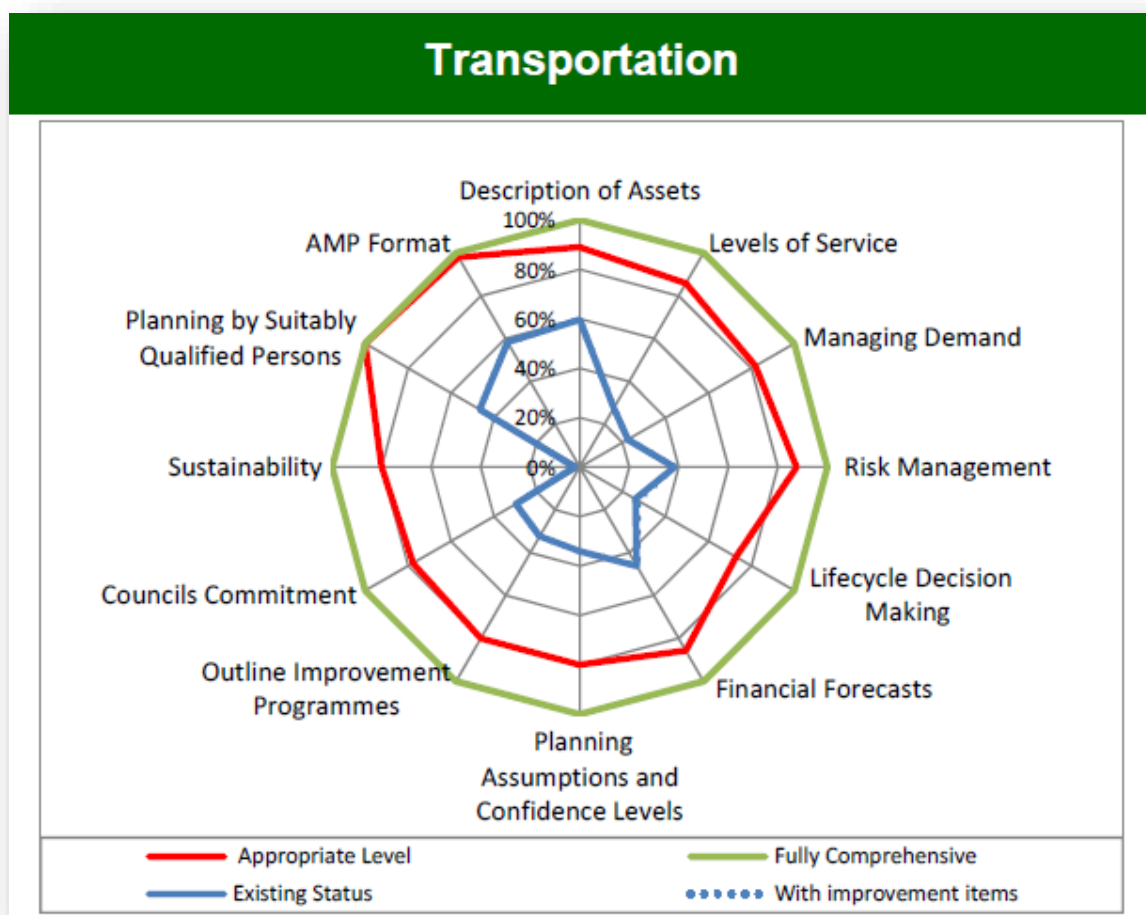 Transportation
Description of Assets
100%
AMP Format
Levels of Service
80%
Planning by Suitably
Qualified Persons
60%
Managing Demand
40%
20%
Sustainability
0%
Risk Management
Councils Commitment
Lifecycle Decision
Making
Outline Improvement
Programmes
Financial Forecasts
Planning
Assumptions and
Confidence Levels
Appropriate Level
Fully Comprehensive
Existing Status
With improvement items